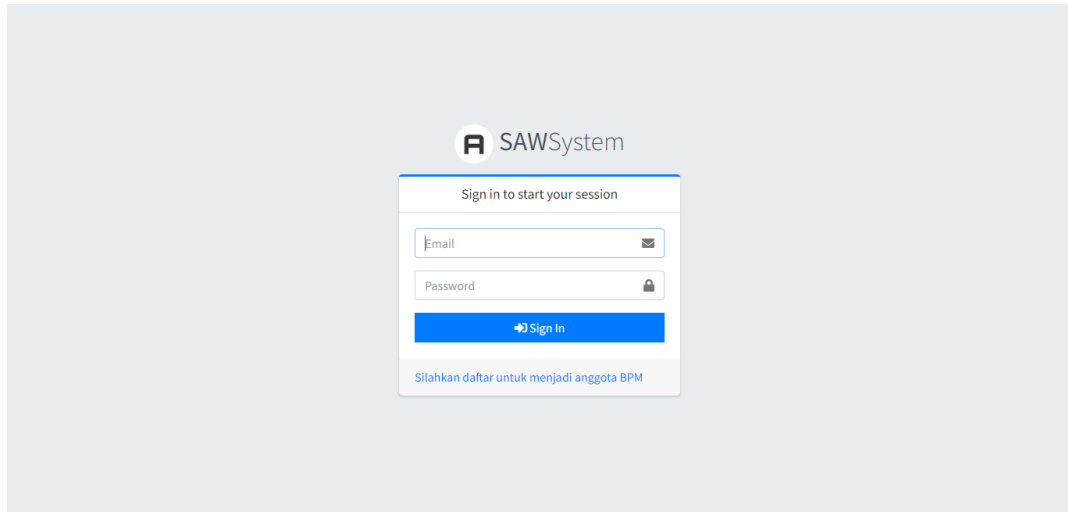 SAWSystem
Sign in to start your session
Email
Password
Sign In
Silahkan daftar untuk menjadi anggota BPM